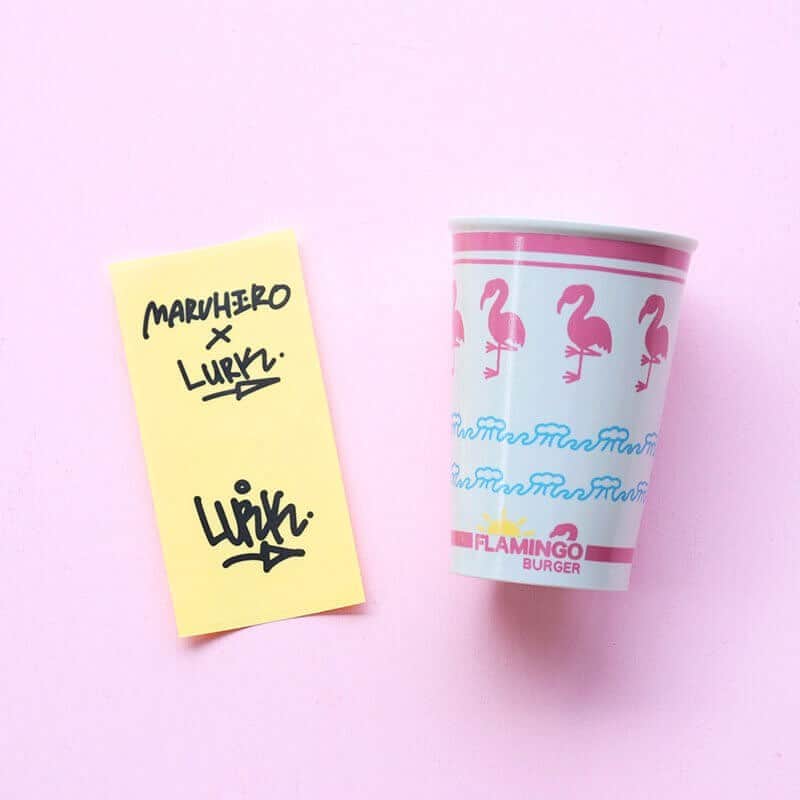 MARUHIRO
X
LURK.
LURK.
FLAMINGO
BURGER